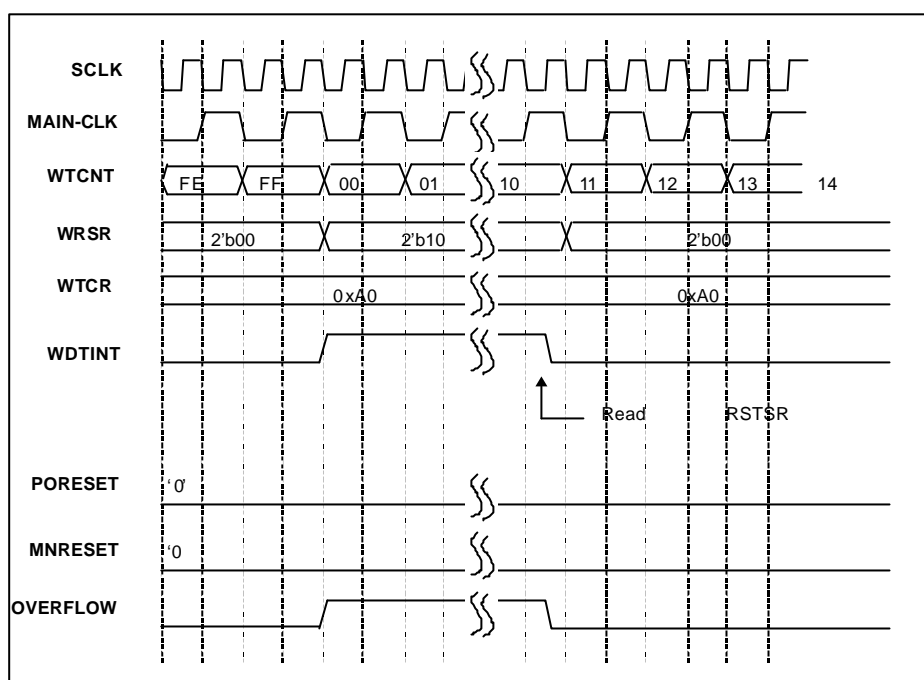 SCLK
MAIN-CLK
WTCNT FE FF 00 01 10 11 12 13 14
WRSR 2'b00 2'b10 2'b00
WTCR 0xA0 0xA0
WDTINT
Read RSTSR
PORESET '0'
MNRESET '0
OVERFLOW